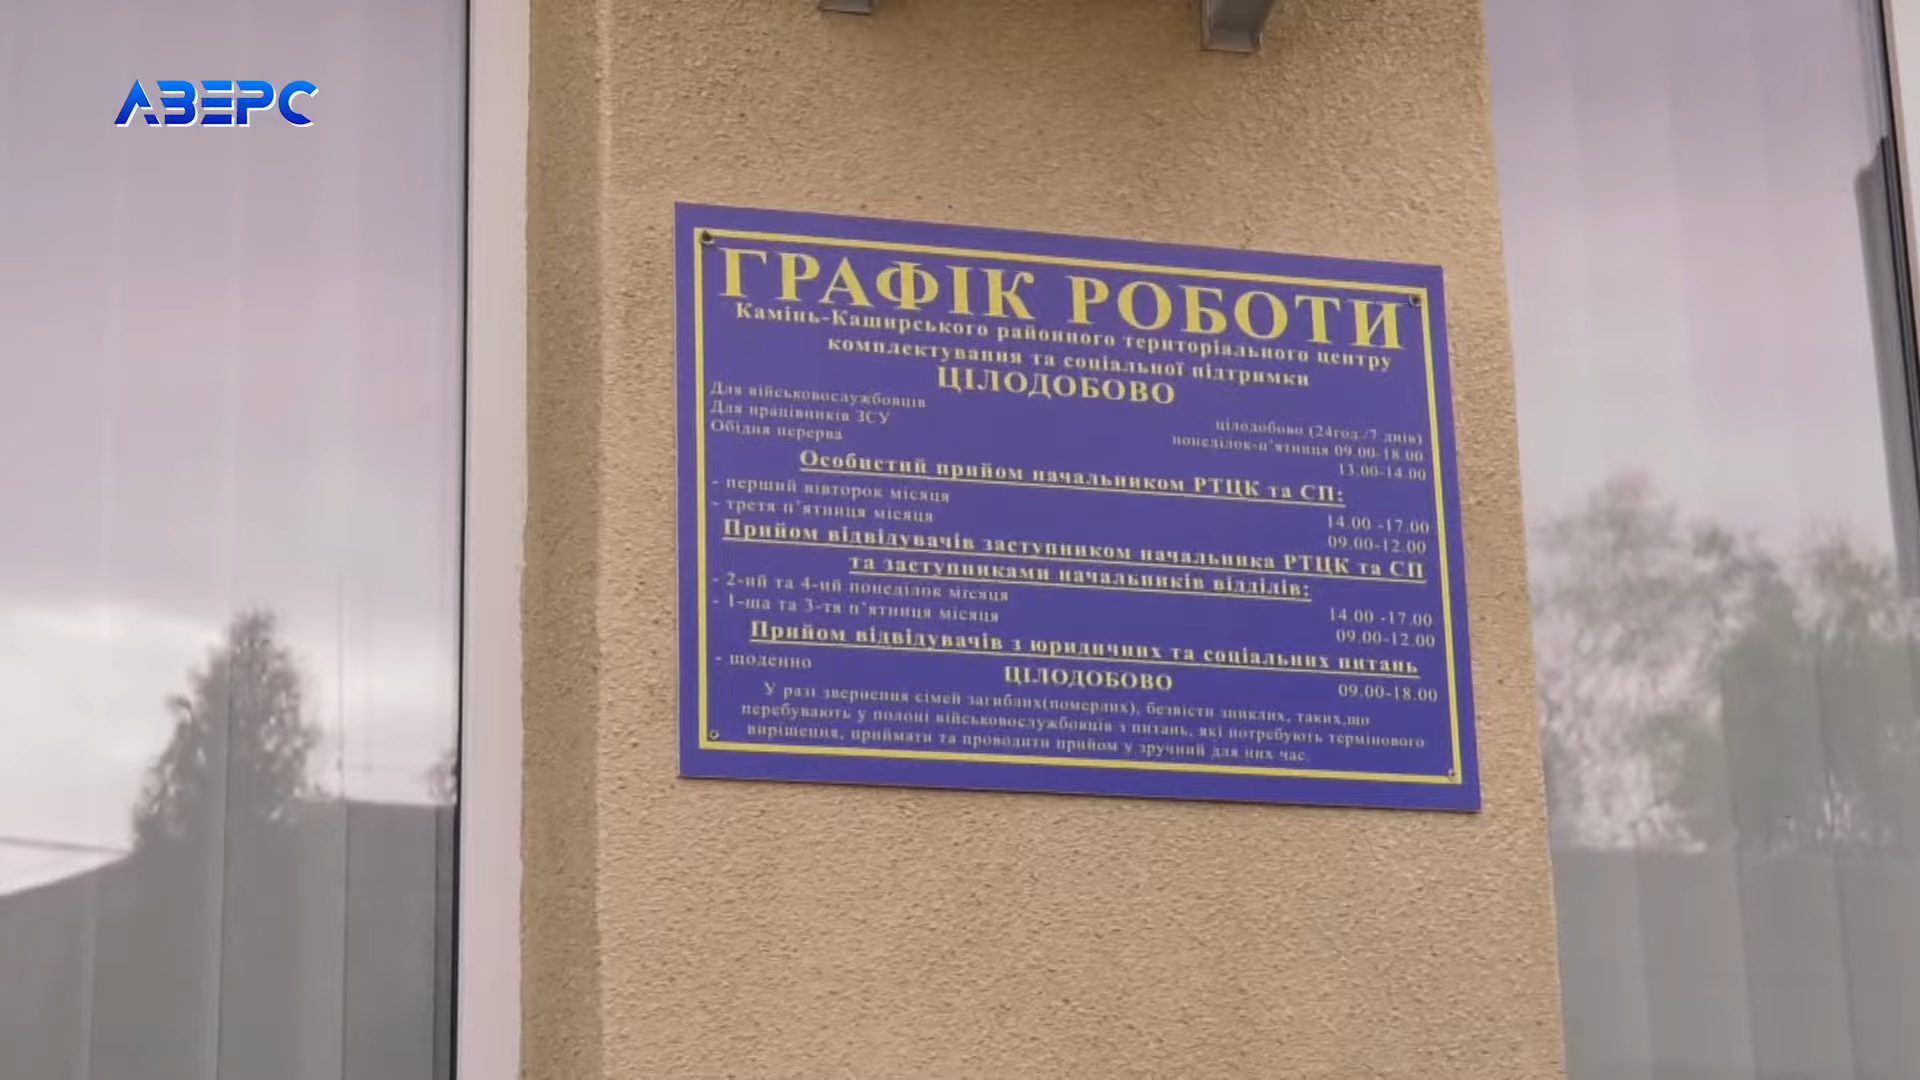 АВЕРС
ГРАФІК РОБОТИ
Камінь-Каширського районного територіального центру
комплектування та соціальної підтримки
ЦІЛОДОБОВО
Для військовослужбовців цілодобово (24год./7 днів)
Для працівників ЗСУ понеділок-п'ятниця 09.00-18.00
Обідня перерва 13.00-14.00
Особистий прийом начальником РТЦК та СП:
- перший вівторок місяця 14.00 -17.00
- третя п'ятниця місяця 09.00-12.00
Прийом відвідувачів заступником начальника РТЦК та СП
та заступниками начальників відділів:
- 2-ий та 4-ий понеділок місяця 14.00 -17.00
- 1-ша та 3-тя п'ятниця місяця 09.00-12.00
Прийом відвідувачів з юридичних та соціальних питань
- щоденно 09.00-18.00
ЦІЛОДОБОВО
У разі звернення сімей загиблих(померлих), безвісти зниклих, таких,що
перебувають у полоні військовослужбовців з питань, які потребують термінового
вирішення, приймати та проводити прийом у зручний для них час.